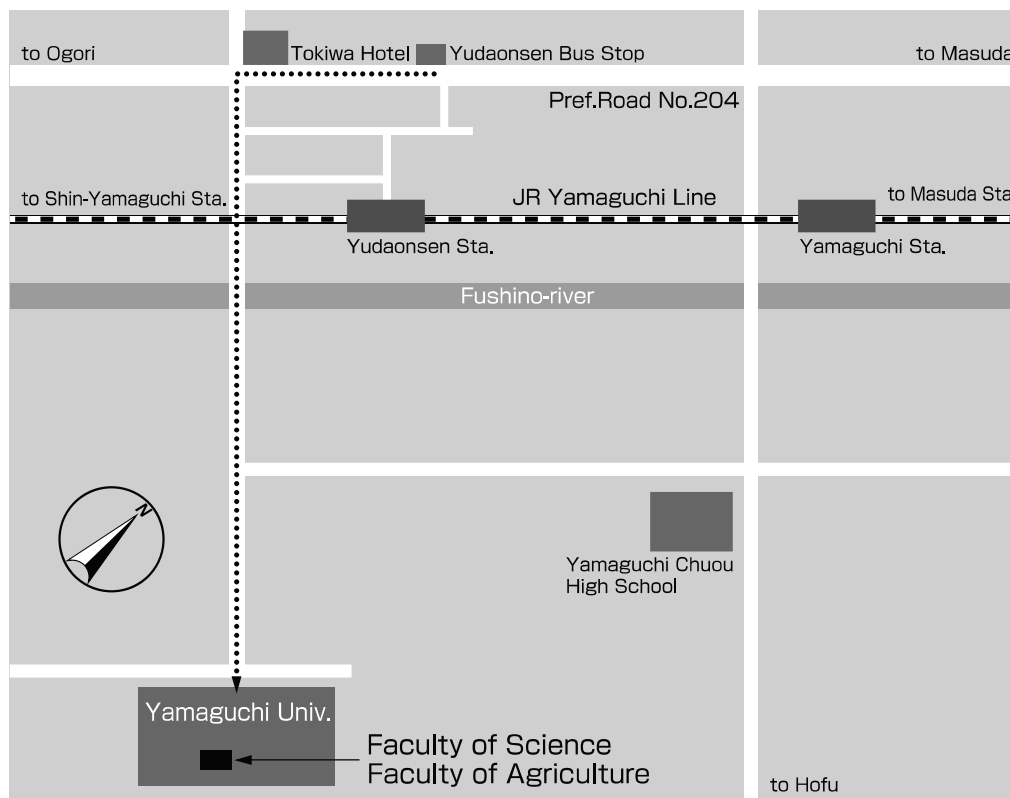 to Ogori
Tokiwa Hotel
Yudaonsen Bus Stop
to Masuda
Pref.Road No.204
to Shin-Yamaguchi Sta.
JR Yamaguchi Line
to Masuda Sta
Yudaonsen Sta.
Yamaguchi Sta.
Fushino-river
N
Yamaguchi Chuou
High School
Yamaguchi Univ.
Faculty of Science
Faculty of Agriculture
to Hofu